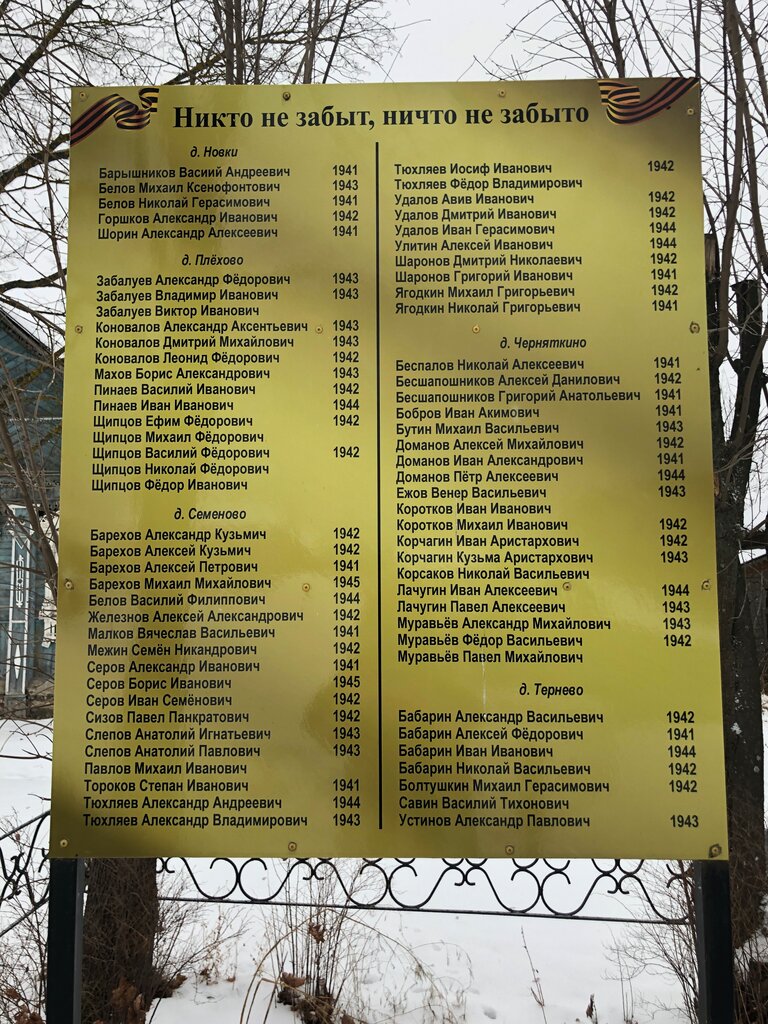 Никто не забыт, ничто не забыто
д. Новки
Барышников Васиий Андреевич 1941
Белов Михаил Ксенофонтович 1943
Белов Николай Герасимович 1941
Горшков Александр Иванович 1942
Шорин Александр Алексеевич 1941
д. Плёхово
Забалуев Александр Фёдорович 1943
Забалуев Владимир Иванович 1943
Забалуев Виктор Иванович
Коновалов Александр Аксентьевич 1943
Коновалов Дмитрий Михайлович 1943
Коновалов Леонид Фёдорович 1942
Махов Борис Александрович 1943
Пинаев Василий Иванович 1942
Пинаев Иван Иванович 1944
Щипцов Ефим Фёдорович 1942
Щипцов Михаил Фёдорович
Щипцов Василий Фёдорович 1942
Щипцов Николай Фёдорович
Щипцов Фёдор Иванович
д. Семеново
Барехов Александр Кузьмич 1942
Барехов Алексей Кузьмич 1942
Барехов Алексей Петрович 1941
Барехов Михаил Михайлович 1945
Белов Василий Филиппович 1944
Железнов Алексей Александрович 1942
Малков Вячеслав Васильевич 1941
Межин Семён Никандрович 1942
Серов Александр Иванович 1941
Серов Борис Иванович 1945
Серов Иван Семёнович 1942
Сизов Павел Панкратович 1942
Слепов Анатолий Игнатьевич 1943
Слепов Анатолий Павлович 1943
Павлов Михаил Иванович
Тороков Степан Иванович 1941
Тюхляев Александр Андреевич 1944
Тюхляев Александр Владимирович 1943
Тюхляев Иосиф Иванович 1942
Тюхляев Фёдор Владимирович
Удалов Авив Иванович 1942
Удалов Дмитрий Иванович 1942
Удалов Иван Герасимович 1944
Улитин Алексей Иванович 1944
Шаронов Дмитрий Николаевич 1942
Шаронов Григорий Иванович 1941
Ягодкин Михаил Григорьевич 1942
Ягодкин Николай Григорьевич 1941
д. Черняткино
Беспалов Николай Алексеевич 1941
Бесшапошников Алексей Данилович 1942
Бесшапошников Григорий Анатольевич 1941
Бобров Иван Акимович 1941
Бутин Михаил Васильевич 1943
Доманов Алексей Михайлович 1942
Доманов Иван Александрович 1941
Доманов Пётр Алексеевич 1944
Ежов Венер Васильевич 1943
Коротков Иван Иванович
Коротков Михаил Иванович 1942
Корчагин Иван Аристархович 1942
Корчагин Кузьма Аристархович 1943
Корсаков Николай Васильевич
Лачугин Иван Алексеевич 1944
Лачугин Павел Алексеевич 1943
Муравьёв Александр Михайлович 1943
Муравьёв Фёдор Васильевич 1942
Муравьёв Павел Михайлович
д. Тернево
Бабарин Александр Васильевич 1942
Бабарин Алексей Фёдорович 1941
Бабарин Иван Иванович 1944
Бабарин Николай Васильевич 1942
Болтушкин Михаил Герасимович 1942
Савин Василий Тихонович
Устинов Александр Павлович 1943